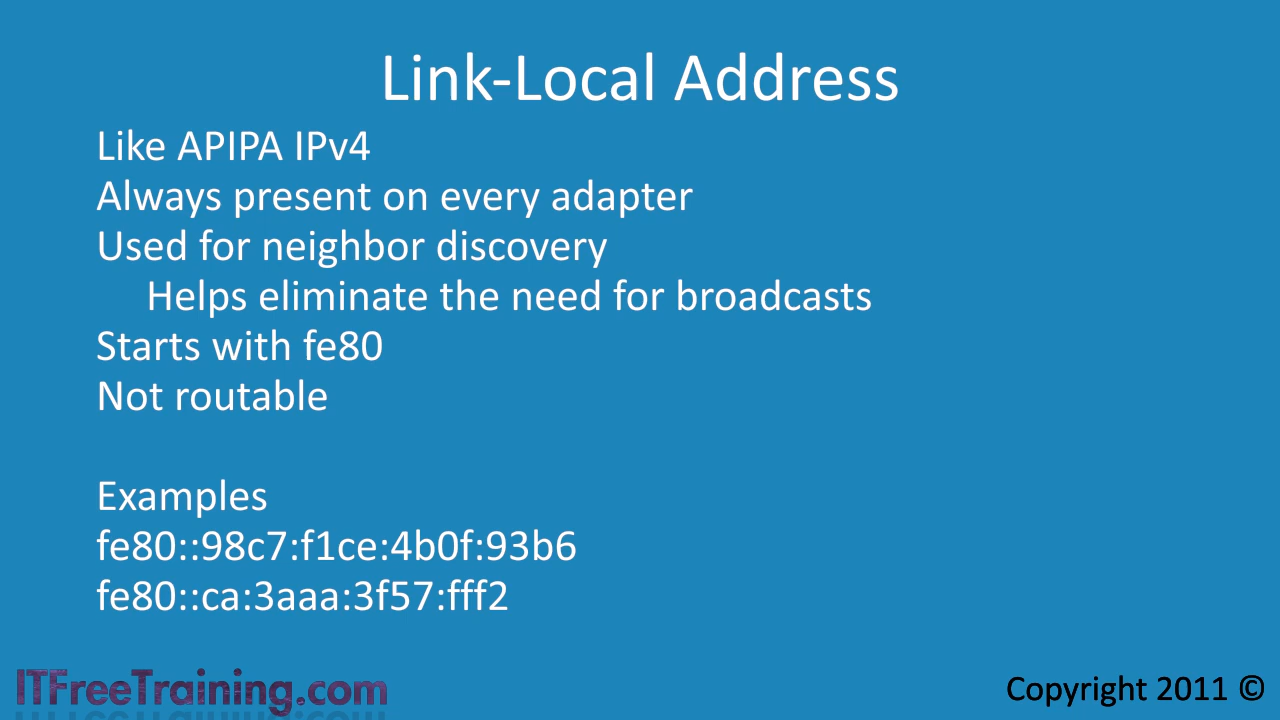 Link-Local Address
Like APIPA IPv4
Always present on every adapter
Used for neighbor discovery
Helps eliminate the need for broadcasts
Starts with fe80
Not routable
Examples
fe80::98c7:f1ce:4b0f:93b6
fe80::ca:3aaa:3f57:fff2
ITFreeTraining.com
Copyright 2011 ©